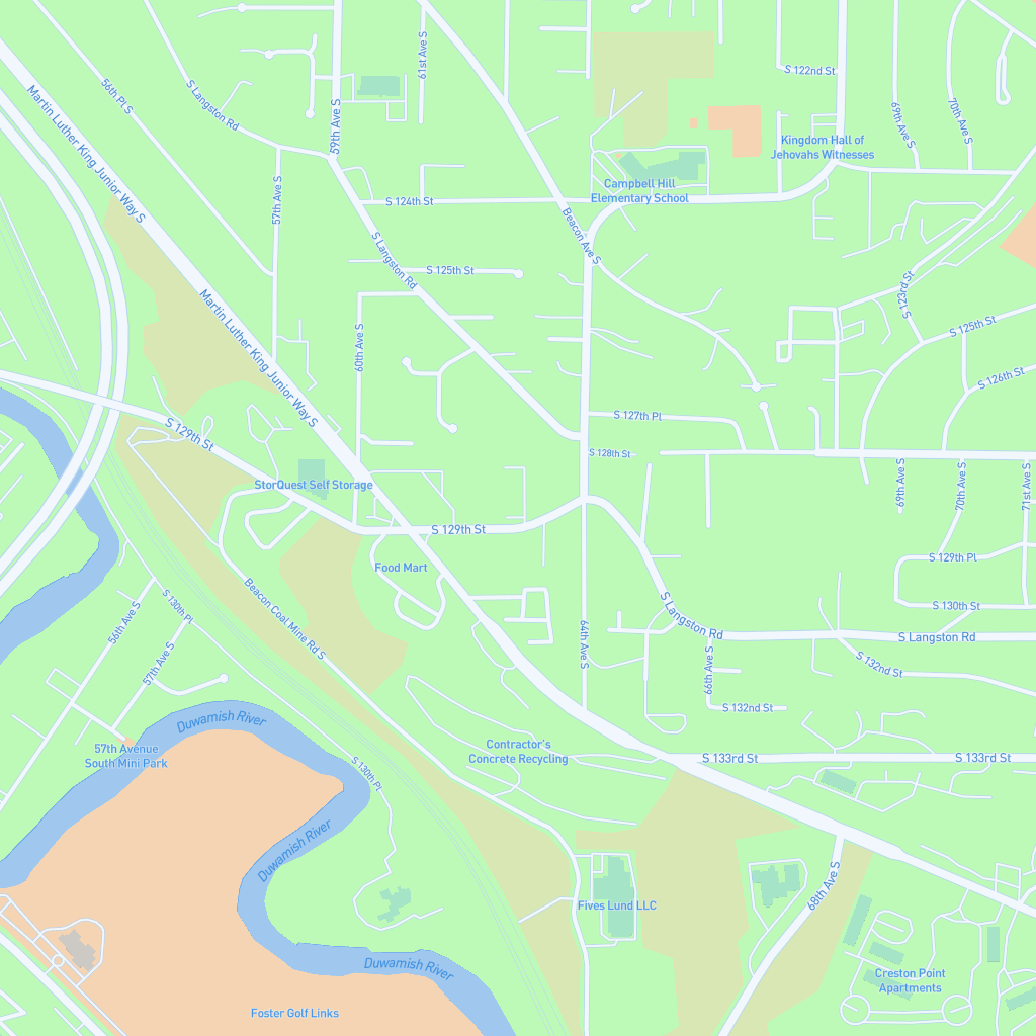 S 122nd St
61st Ave S
56th Pl S
S Langston Rd
59th Ave S
69th Ave S
70th Ave S
Martin Luther King Junior Way S
Kingdom Hall of
Jehovahs Witnesses
Campbell Hill
Elementary School
57th Ave S
S 124th St
Beacon Ave S
S Langston Rd
S 125th St
S 123rd St
Martin Luther King Junior Way S
60th Ave S
S 125th St
S 126th St
S 127th Pl
S 129th St
S 128th St
StorQuest Self Storage
69th Ave S
70th Ave S
71st Ave S
S 129th St
S 129th Pl
Food Mart
Beacon Coal Mine Rd S
S 130th Pl
56th Ave S
S Langston Rd
S 130th St
S Langston Rd
64th Ave S
57th Ave S
66th Ave S
S 132nd St
S 132nd St
Duwamish River
57th Avenue
South Mini Park
Contractor's
Concrete Recycling
S 133rd St
S 133rd St
S 130th Pl
Duwamish River
68th Ave S
Fives Lund LLC
Duwamish River
Creston Point
Apartments
Foster Golf Links